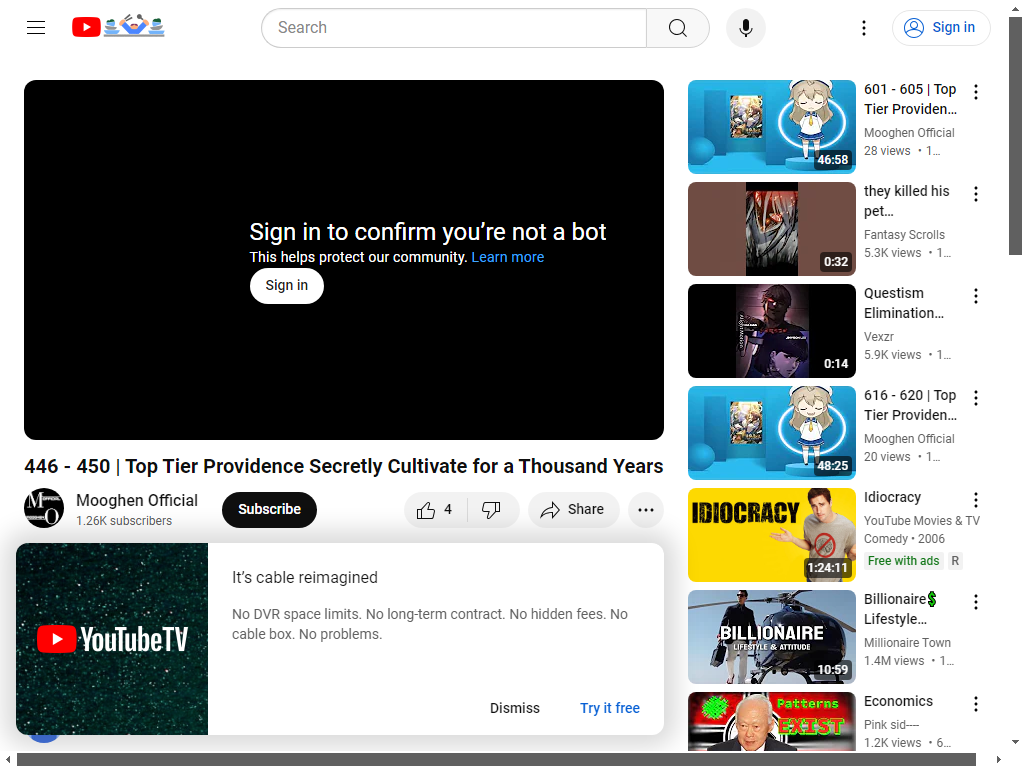 Search
Sign in
Sign in to confirm you’re not a bot
This helps protect our community. Learn more
Sign in
446 - 450 | Top Tier Providence Secretly Cultivate for a Thousand Years
Mooghen Official
1.26K subscribers
Subscribe
4
Share
YouTubeTV
It’s cable reimagined
No DVR space limits. No long-term contract. No hidden fees. No
cable box. No problems.
Dismiss
Try it free
46:58
601 - 605 | Top
Tier Providen…
Mooghen Official
28 views • 1…
0:32
they killed his
pet…
Fantasy Scrolls
5.3K views • 1…
0:14
Questism
Elimination…
Vexzr
5.9K views • 1…
48:25
616 - 620 | Top
Tier Providen…
Mooghen Official
20 views • 1…
IDIOCRACY
1:24:11
Idiocracy
YouTube Movies & TV
Comedy • 2006
Free with ads
R
BILLIONAIRE
LIFESTYLE & ATTITUDE
10:59
Billionaire💲
Lifestyle…
Millionaire Town
1.4M views • 1…
Patterns
EXIST
Economics
Pink sid----
1.2K views • 6…